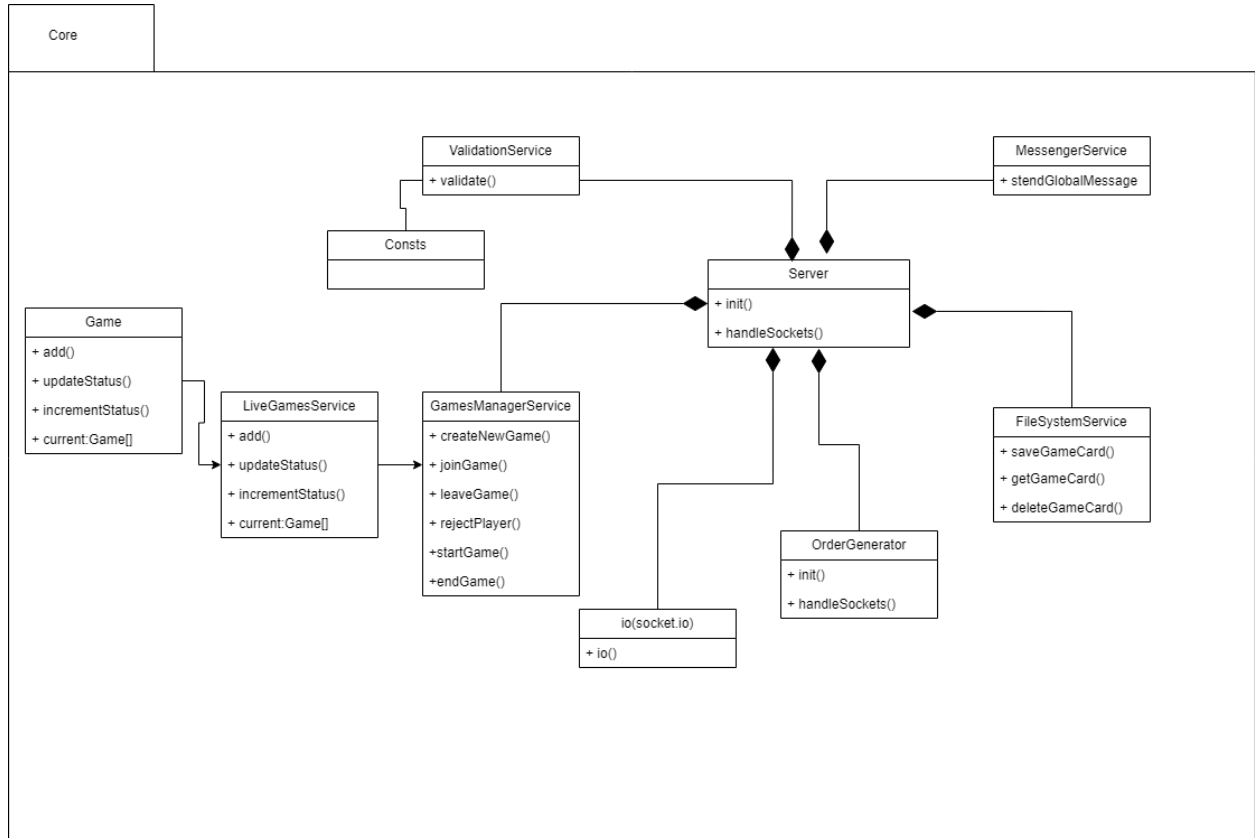 Core
ValidationService
+ validate()
MessengerService
+ stendGlobalMessage
Consts
Server
+ init()
+ handleSockets()
Game
+ add()
+ updateStatus()
+ incrementStatus()
+ current:Game[]
LiveGamesService
+ add()
+ updateStatus()
+ incrementStatus()
+ current:Game[]
GamesManagerService
+ createNewGame()
+ joinGame()
+ leaveGame()
+ rejectPlayer()
+startGame()
+endGame()
FileSystemService
+ saveGameCard()
+ getGameCard()
+ deleteGameCard()
OrderGenerator
+ init()
+ handleSockets()
io(socket.io)
+ io()